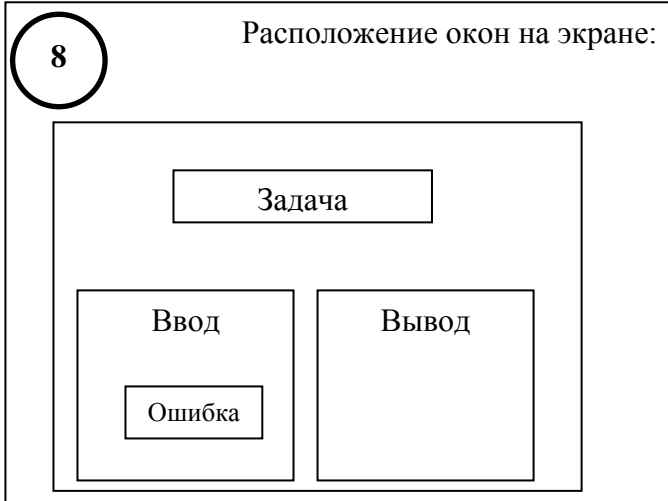 8
Расположение окон на экране:
Задача
Ввод
Вывод
Ошибка